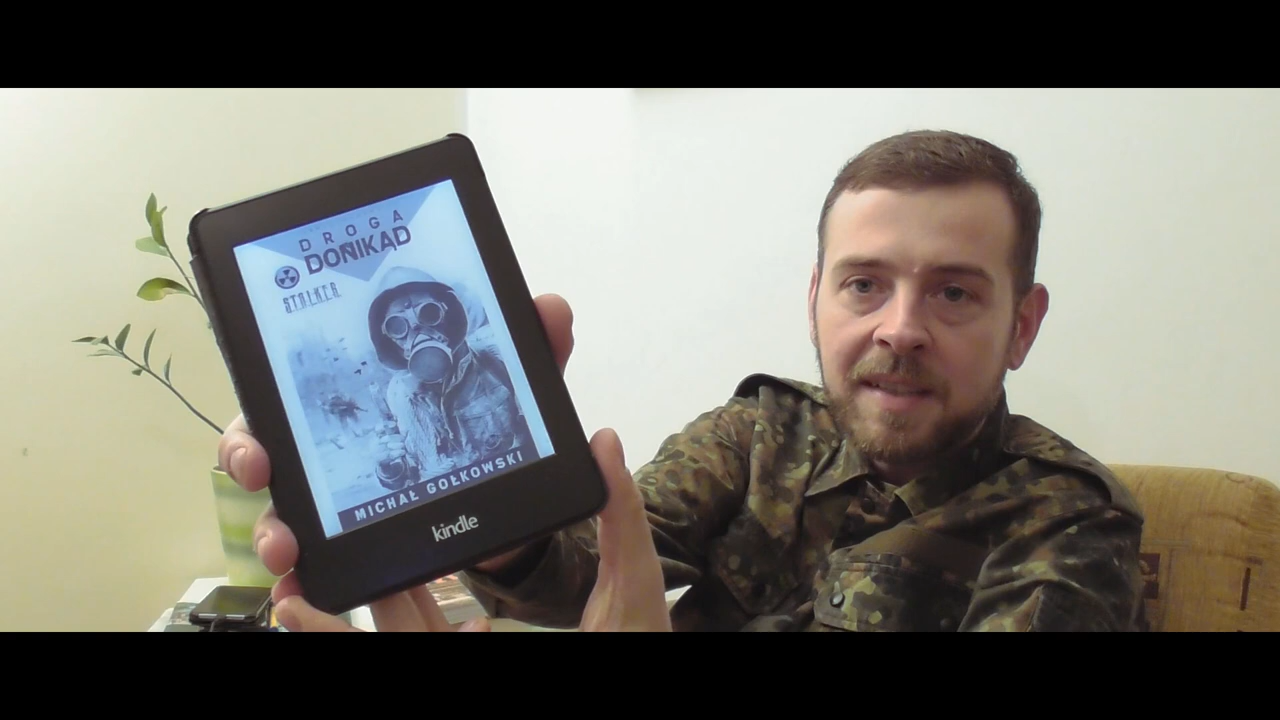 DROGA
DONIKĄD
S.T.A.L.K.E.R.
MICHAŁ GOŁKOWSKI
kindle